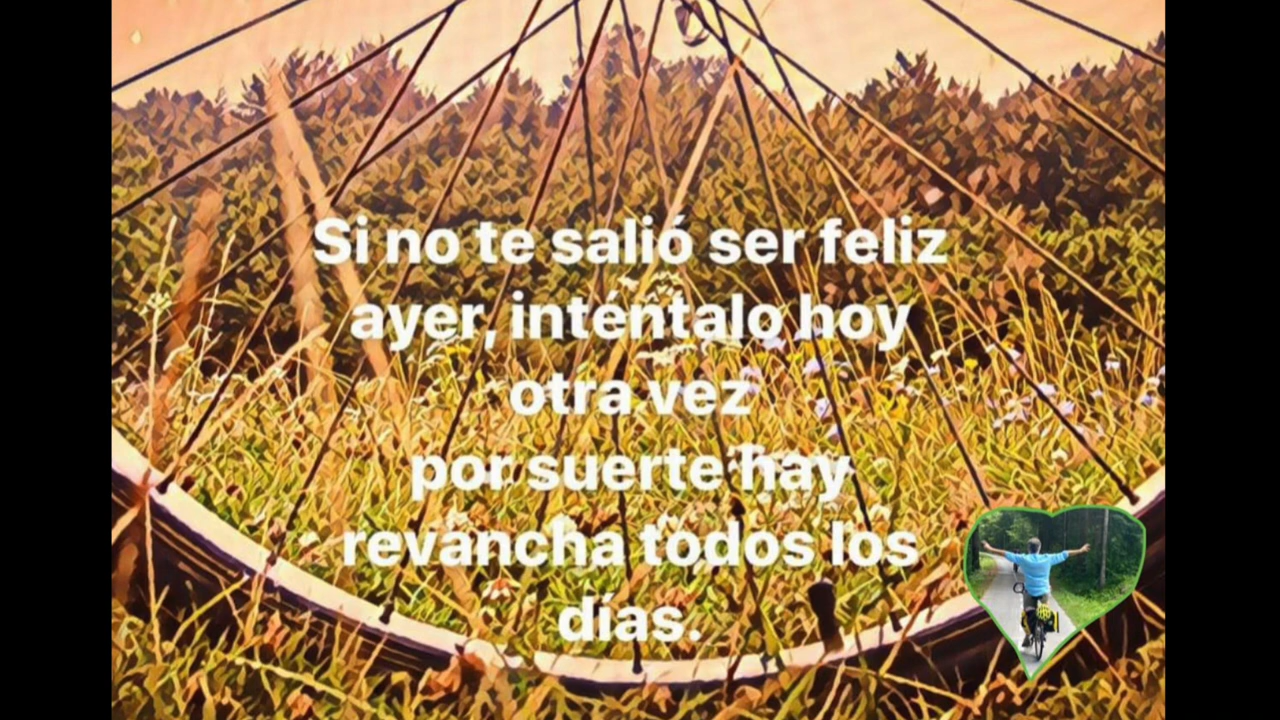 Si no te salió ser feliz
ayer, inténtalo hoy
otra vez
por suerte hay
revancha todos los
días.